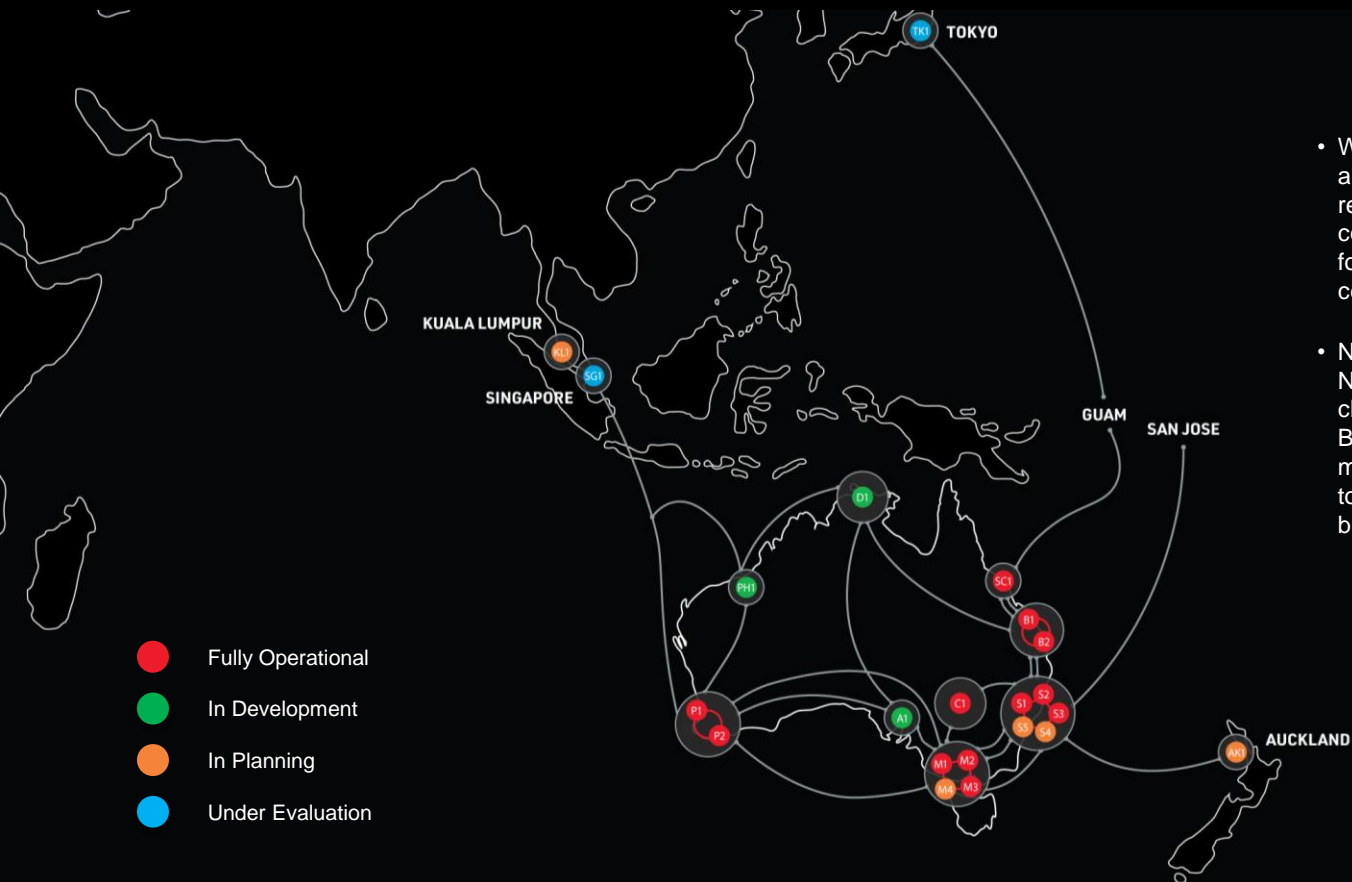 TK1 TOKYO
KUALA LUMPUR
KL1
SG1
SINGAPORE
GUAM
SAN JOSE
D1
PH1
SC1
B1
B2
P1
P2
A1
C1
S1
S2
S3
S4
S5
M1
M2
M3
M4
AK1
AUCKLAND
Fully Operational
In Development
In Planning
Under Evaluation